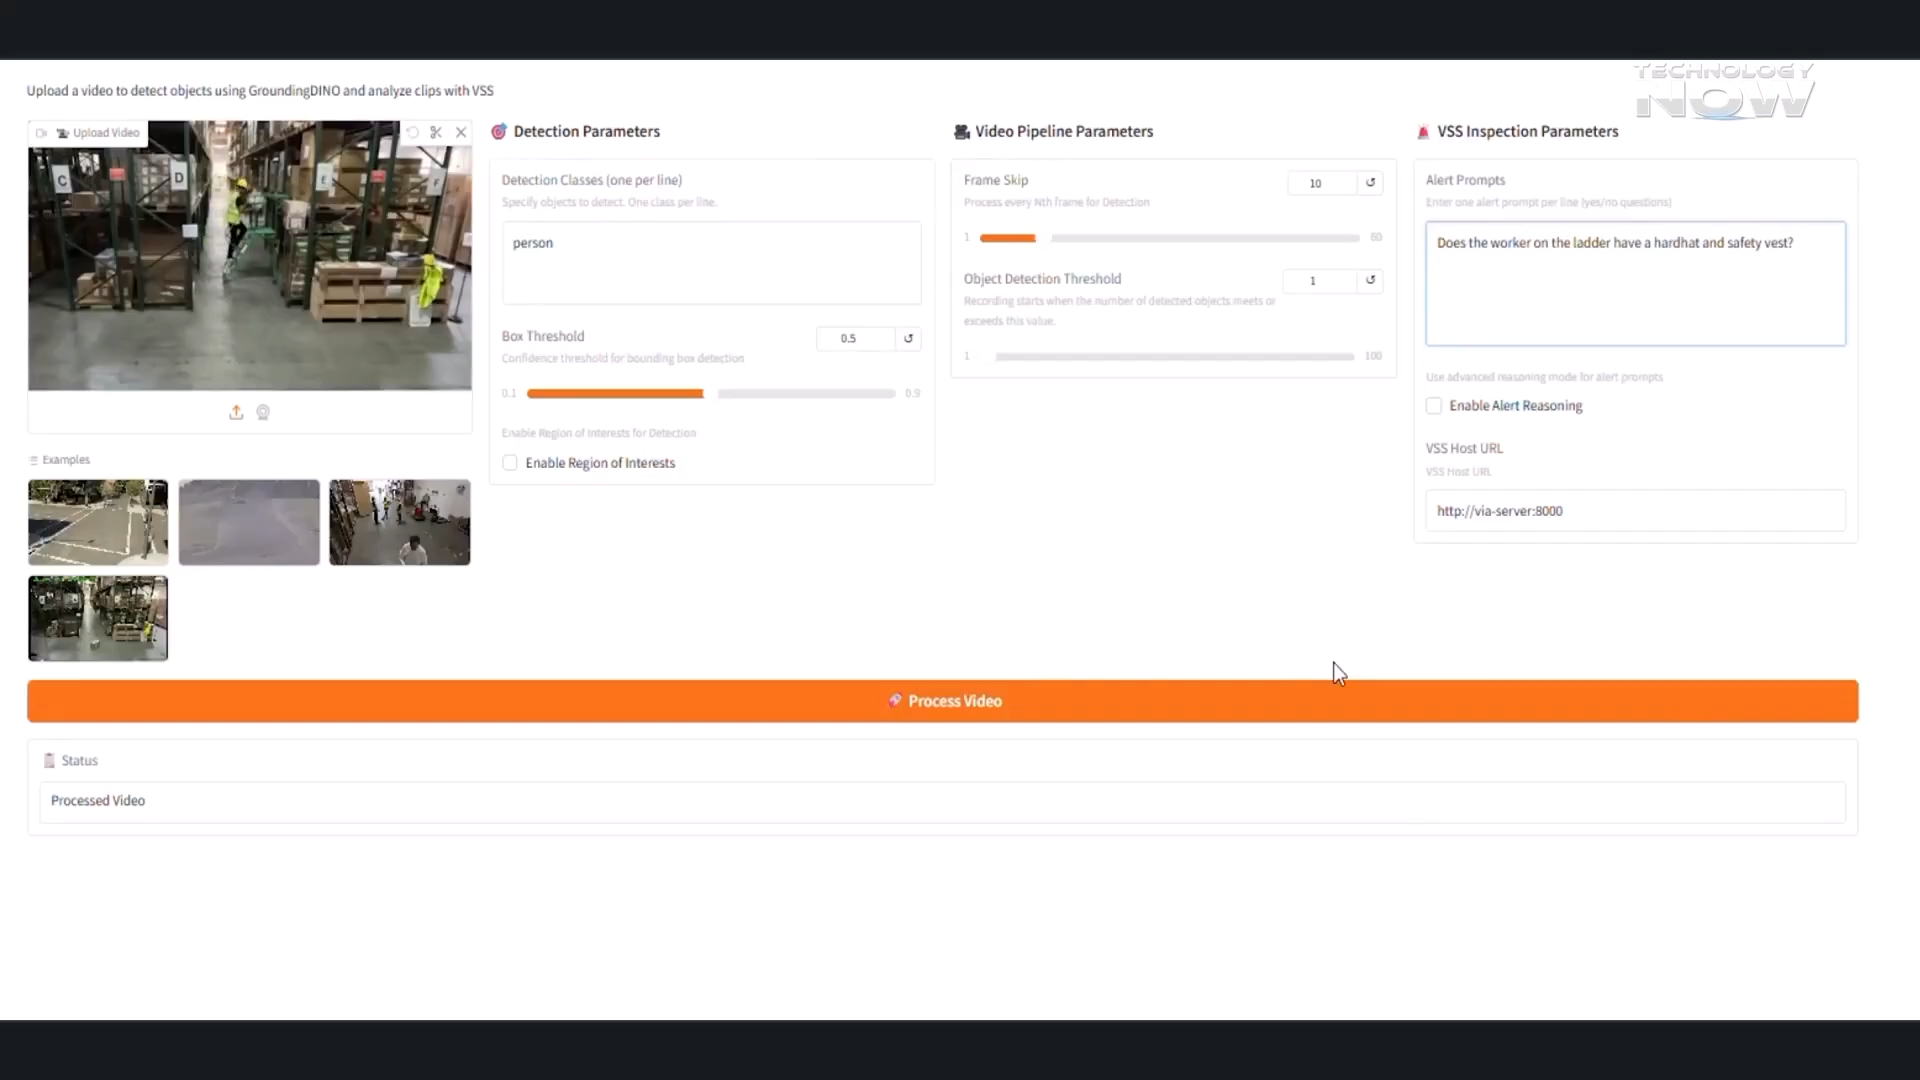 TECHNOLOGY
NOW
Upload a video to detect objects using GroundingDINO and analyze clips with VSS
Upload Video
C
D
E
F
Examples
Detection Parameters
Detection Classes (one per line)
Specify objects to detect. One class per line.
person
Box Threshold
0.5
Confidence threshold for bounding box detection
0.1
0.9
Enable Region of Interests for Detection
Enable Region of Interests
Video Pipeline Parameters
Frame Skip
10
Process every Nth frame for Detection
1
60
Object Detection Threshold
1
Recording starts when the number of detected objects meets or
exceeds this value.
1
100
VSS Inspection Parameters
Alert Prompts
Enter one alert prompt per line (yes/no questions)
Does the worker on the ladder have a hardhat and safety vest?
Use advanced reasoning mode for alert prompts
Enable Alert Reasoning
VSS Host URL
VSS Host URL
http://via-server:8000
Process Video
Status
Processed Video